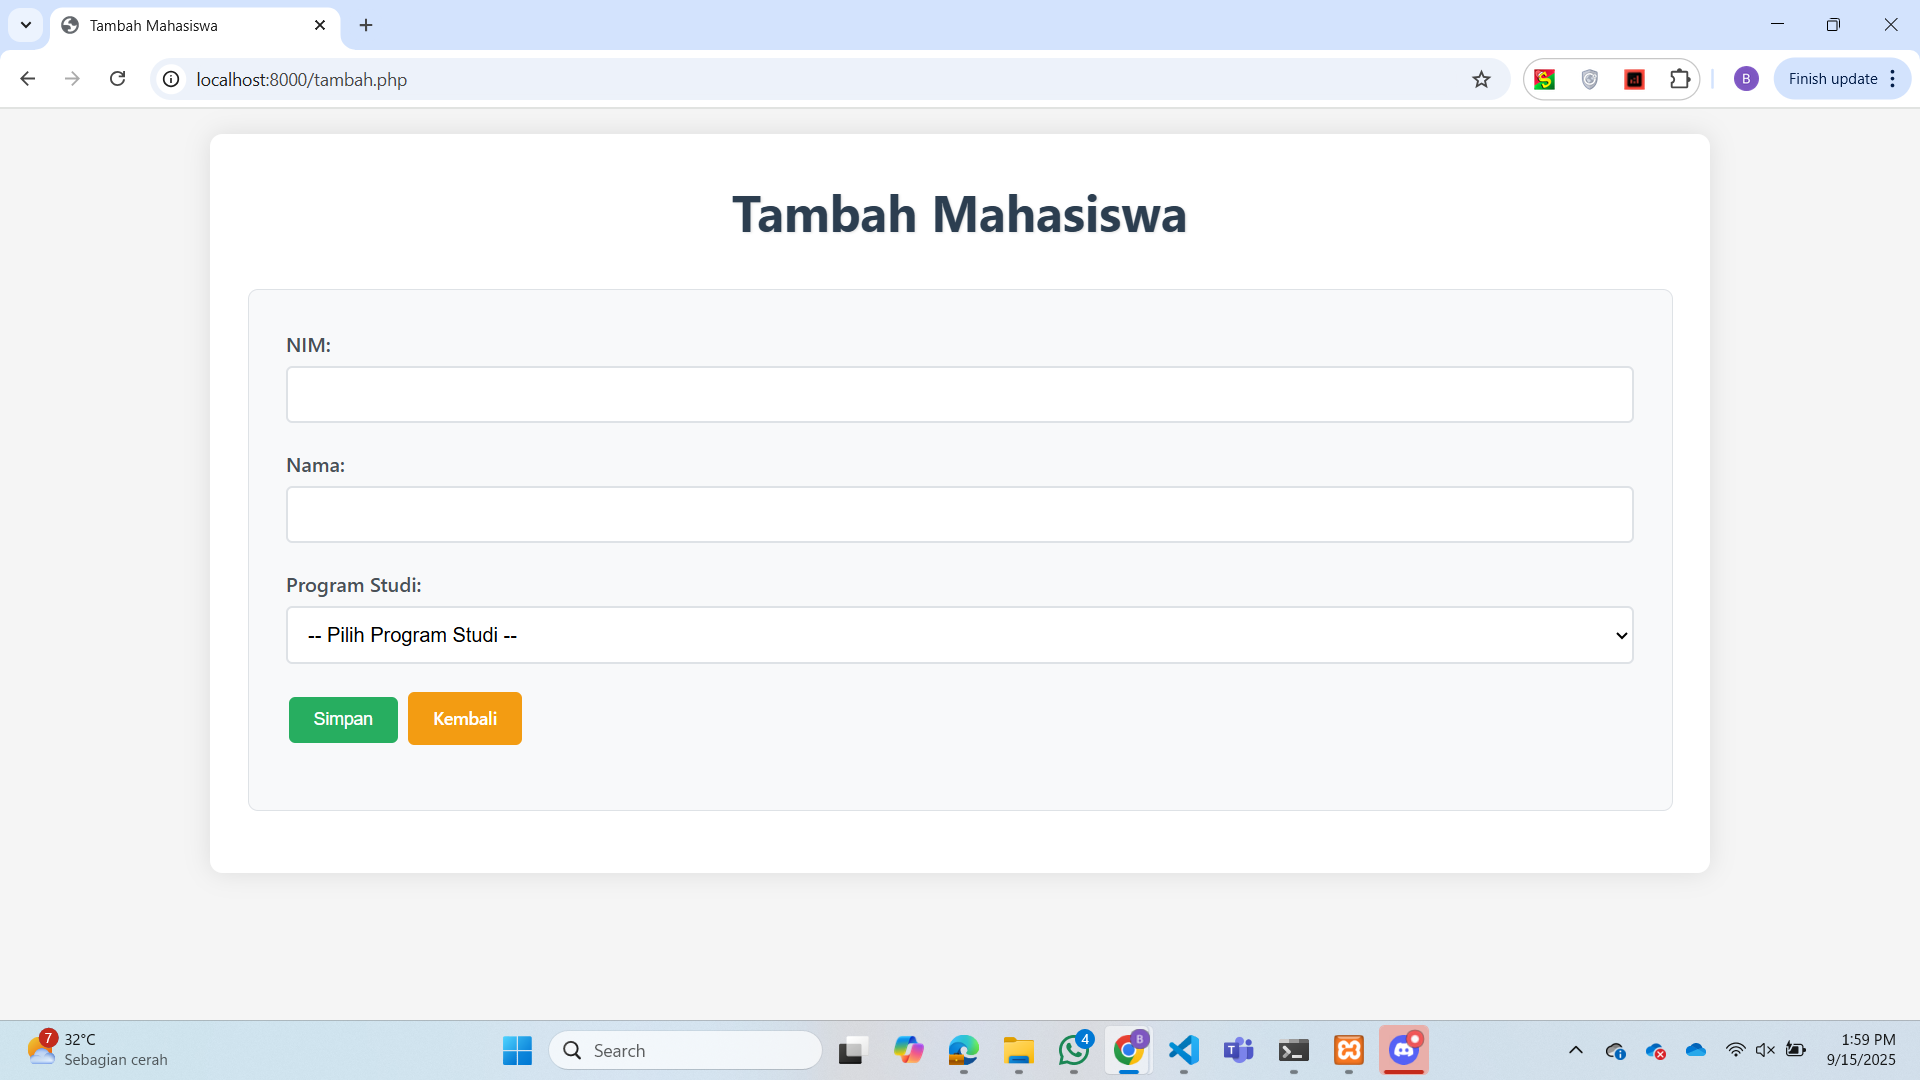 Tambah Mahasiswa
localhost:8000/tambah.php
B
Finish update
Tambah Mahasiswa
NIM:
Nama:
Program Studi:
-- Pilih Program Studi --
Simpan
Kembali
7
32°C
Sebagian cerah
Search
4
B
1:59 PM
9/15/2025